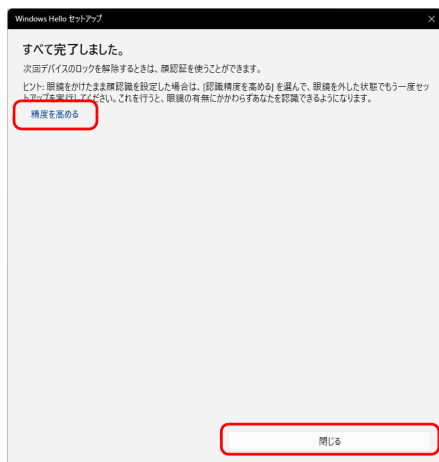 Windows Hello セットアップ
すべて完了しました。
次回デバイスのロックを解除するときは、顔認証を使うことができます。
ヒント: 眼鏡をかけたまま顔認識を設定した場合は、[認識精度を高める] を選んで、眼鏡を外した状態でもう一度セッ
トアップを実行してください。これを行うと、眼鏡の有無にかかわらずあなたを認識できるようになります。
精度を高める
閉じる